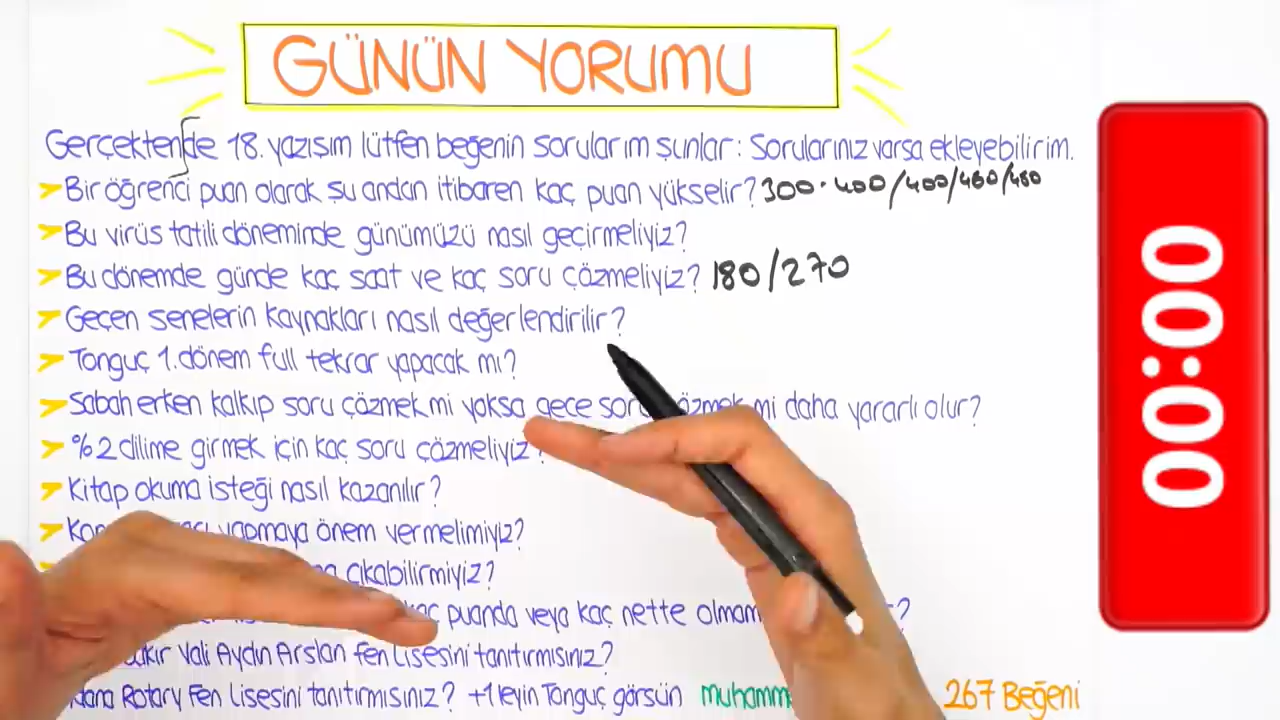 GÜNÜN YORUMU
Gerçekten de 18. yazışım lütfen beğenin sorularım şunlar: Sorularınız varsa ekleyebilirim.
➤ Bir öğrenci puan olarak şu andan itibaren kaç puan yükselir? 300 · 400/400/460/480
➤ Bu virüs tatili döneminde günümüzü nasıl geçirmeliyiz?
➤ Bu dönemde günde kaç saat ve kaç soru çözmeliyiz? 180/270
➤ Geçen senelerin kaynakları nasıl değerlendirilir?
➤ Tonguç 1.dönem full tekrar yapacak mı?
➤ Sabah erken kalkıp soru çözmek mi yoksa gece soru çözmek mi daha yararlı olur?
➤ %2 dilime girmek için kaç soru çözmeliyiz?
➤ Kitap okuma isteği nasıl kazanılır?
➤ yapmaya önem vermelimiyiz?
çıkabilirmiyiz?
kaç puanda veya kaç nette olmam ?
Vali Aydın Arslan Fen Lisesini tanıtırmısınız?
Rotary Fen Lisesini tanıtırmısınız? +1 leyin Tonguç görsün muhamm 267 Beğeni
00:00